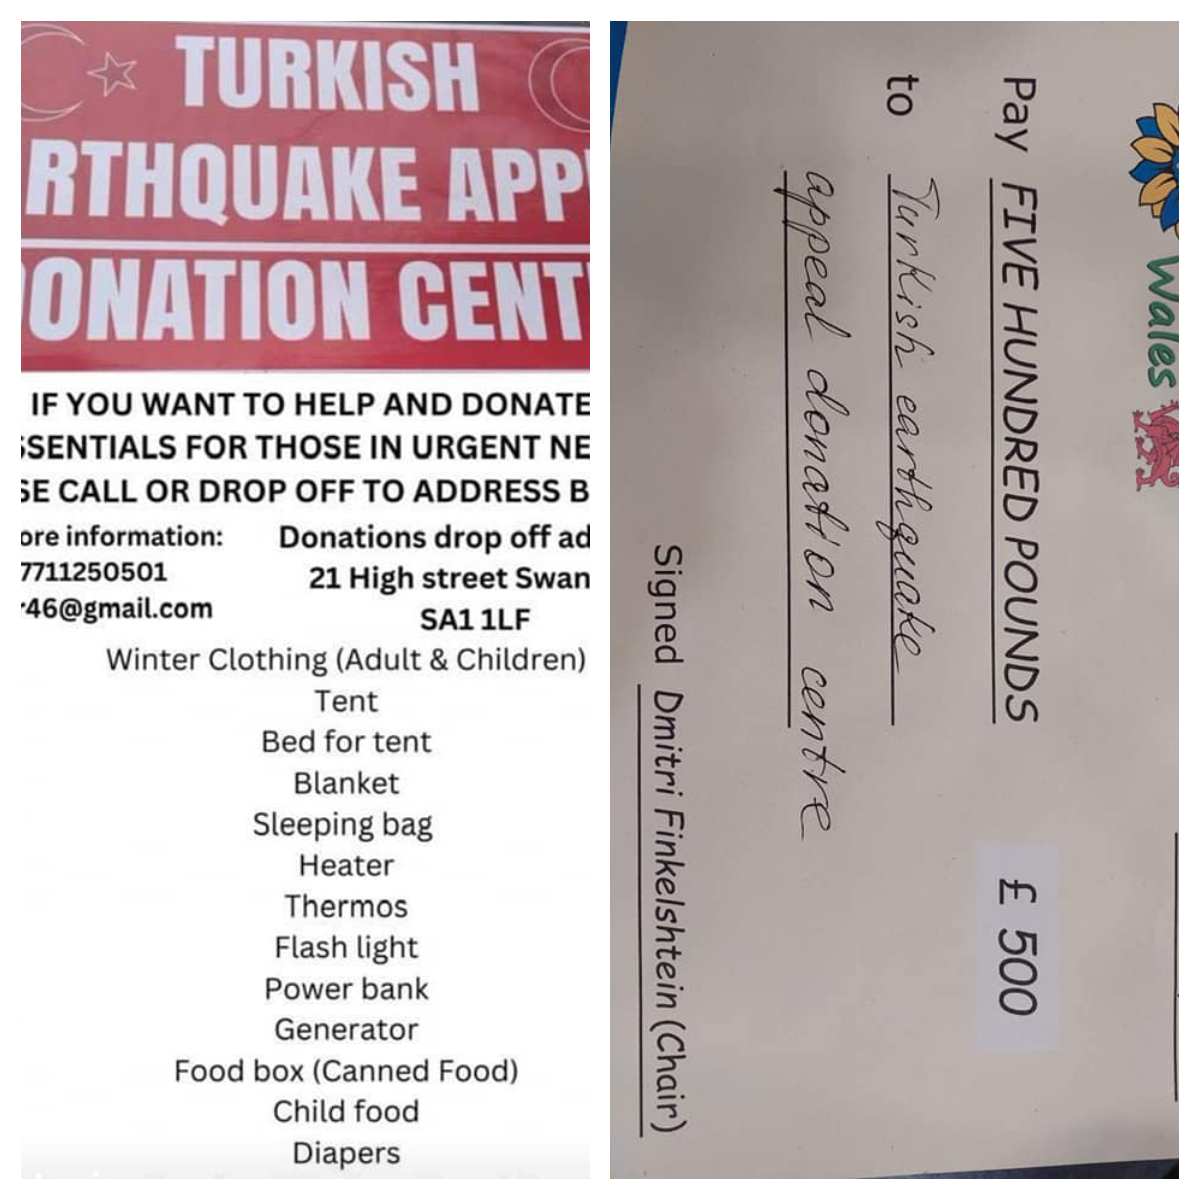 TURKISH
RTHQUAKE APP
ONATION CENT
IF YOU WANT TO HELP AND DONATE
SSENTIALS FOR THOSE IN URGENT NE
SE CALL OR DROP OFF TO ADDRESS B
ore information:
7711250501
46@gmail.com
Donations drop off ad
21 High street Swan
SA1 1LF
Winter Clothing (Adult & Children)
Tent
Bed for tent
Blanket
Sleeping bag
Heater
Thermos
Flash light
Power bank
Generator
Food box (Canned Food)
Child food
Diapers
Wales
Pay FIVE HUNDRED POUNDS £ 500
to Turkish earthquake
appeal donation centre
Signed Dmitri Finkelshtein (Chair)